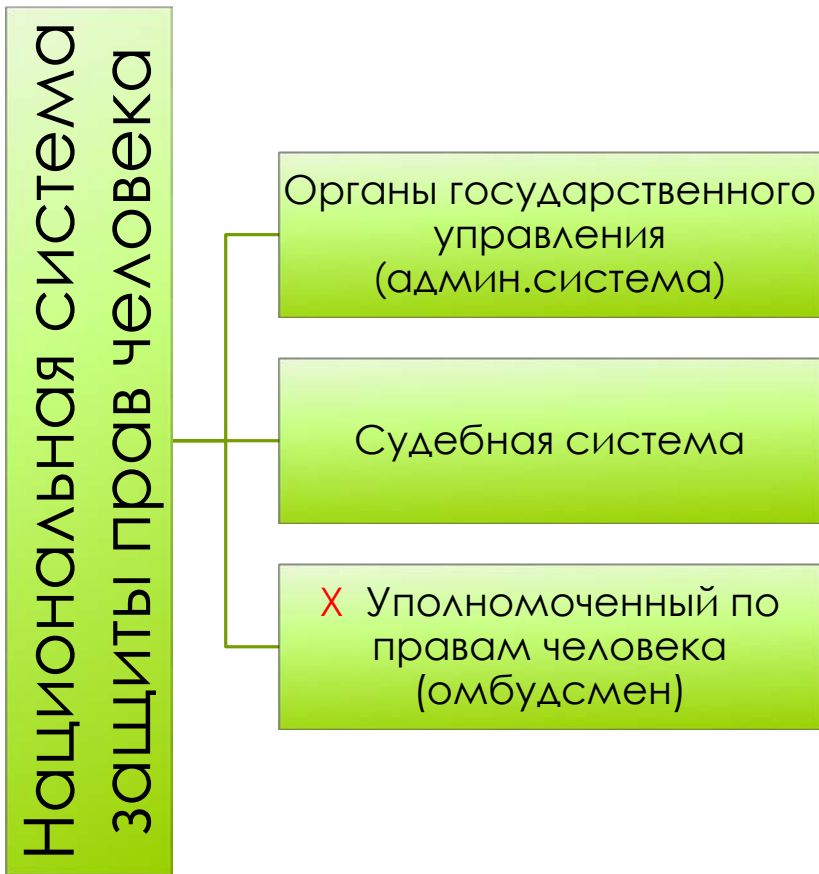 Национальная система
защиты прав человека
Органы государственного
управления
(админ.система)
Судебная система
X Уполномоченный по
правам человека
(омбудсмен)